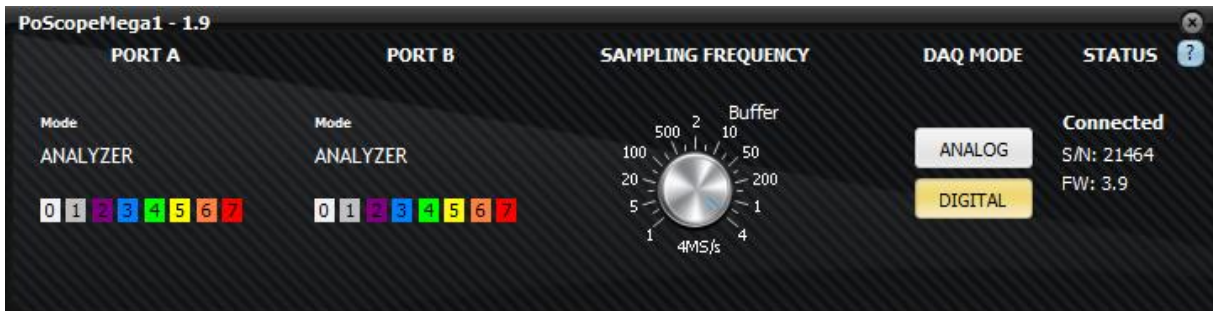 PoScopeMega1 - 1.9
PORT A PORT B SAMPLING FREQUENCY DAQ MODE STATUS ?
Mode
ANALYZER
0 1 2 3 4 5 6 7
Mode
ANALYZER
0 1 2 3 4 5 6 7
Buffer
500 2 10
100 50
20 200
5 1
1 4
4MS/s
ANALOG
DIGITAL
Connected
S/N: 21464
FW: 3.9